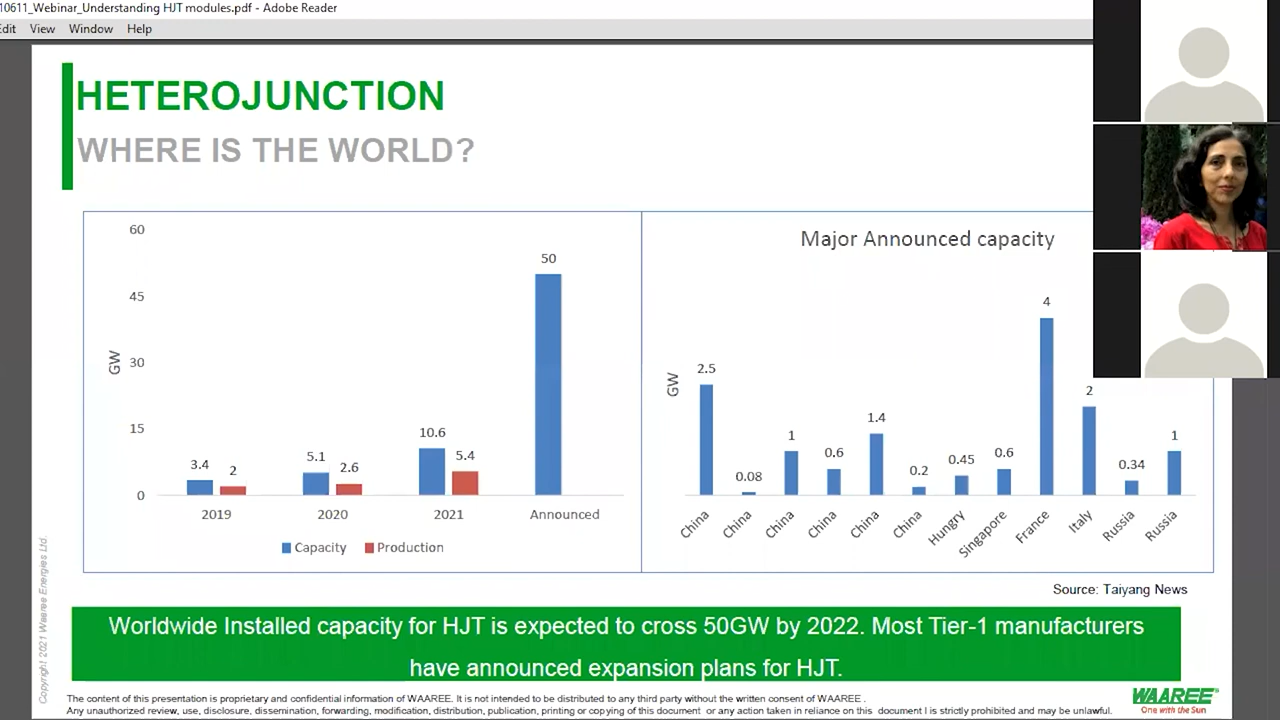 10611_Webinar_Understanding HJT modules.pdf - Adobe Reader
Edit View Window Help
HETEROJUNCTION
WHERE IS THE WORLD?
60
45
30
15
0
GW
3.4 2
5.1 2.6
10.6 5.4
50
2019 2020 2021 Announced
Capacity Production
Major Announced capacity
GW
2.5
0.08
1
0.6
1.4
0.2
0.45
0.6
4
2
0.34
1
China
China
China
China
China
China
Hungry
Singapore
France
Italy
Russia
Russia
Source: Taiyang News
Worldwide Installed capacity for HJT is expected to cross 50GW by 2022. Most Tier-1 manufacturers
have announced expansion plans for HJT.
Copyright 2021 Waaree Energies Ltd.
The content of this presentation is proprietary and confidential information of WAAREE. It is not intended to be distributed to any third party without the written consent of WAAREE .
Any unauthorized review, use, disclosure, dissemination, forwarding, modification, distribution, publication, printing or copying of this document or any action taken in reliance on this document I is strictly prohibited and may be unlawful.
WAAREE
One with the Sun